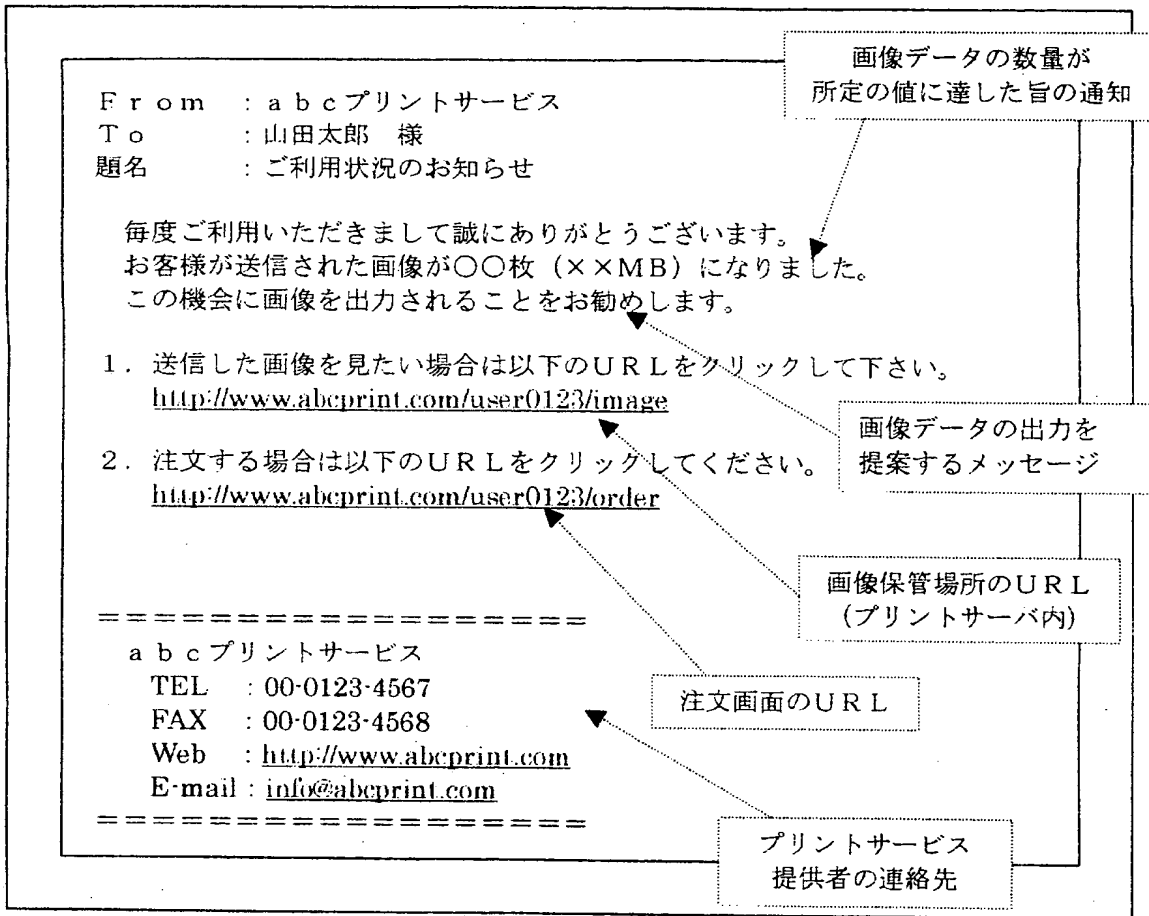 画像データの数量が
所定の値に達した旨の通知
From :abcプリントサービス
To :山田太郎 様
題名 :ご利用状況のお知らせ
毎度ご利用いただきまして誠にありがとうございます。
お客様が送信された画像が〇〇枚(××MB)になりました。
この機会に画像を出力されることをお勧めします。
1.送信した画像を見たい場合は以下のURLをクリックして下さい。
http://www.abcprint.com/user0123/image
画像データの出力を
提案するメッセージ
2.注文する場合は以下のURLをクリックしてください。
http://www.abcprint.com/user0123/order
画像保管場所のURL
(プリントサーバ内)
==================
abcプリントサービス
TEL :00-0123-4567
注文画面のURL
FAX :00-0123-4568
Web :http://www.abcprint.com
E-mail:info@abcprint.com
==================
プリントサービス
提供者の連絡先